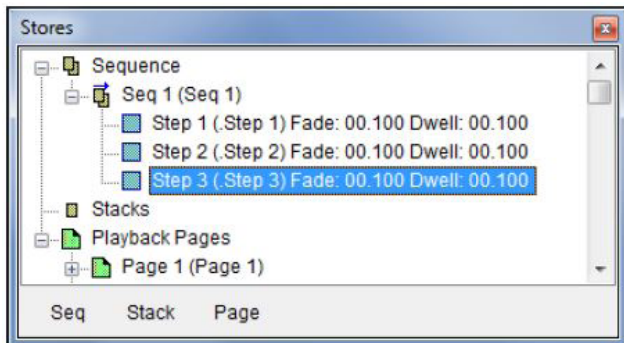 Stores
Sequence
Seq 1 (Seq 1)
Step 1 (.Step 1) Fade: 00.100 Dwell: 00.100
Step 2 (.Step 2) Fade: 00.100 Dwell: 00.100
Step 3 (.Step 3) Fade: 00.100 Dwell: 00.100
Stacks
Playback Pages
Page 1 (Page 1)
Seq Stack Page